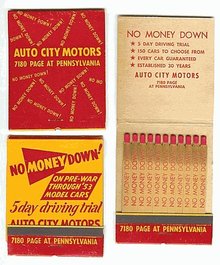 NO MONEY DOWN!
AUTO CITY MOTORS
7180 PAGE AT PENNSYLVANIA
NO MONEY DOWN
★ 5 DAY DRIVING TRIAL
★ 150 CARS TO CHOOSE FROM
★ EVERY CAR GUARANTEED
★ ESTABLISHED 30 YEARS
AUTO CITY MOTORS
7180 PAGE
AT PENNSYLVANIA
7180 PAGE AT PENNSYLVANIA
NO MONEY DOWN!
ON PRE-WAR
THROUGH '53
MODEL CARS
5 day driving trial
AUTO CITY MOTORS
7180 PAGE AT PENNSYLVANIA